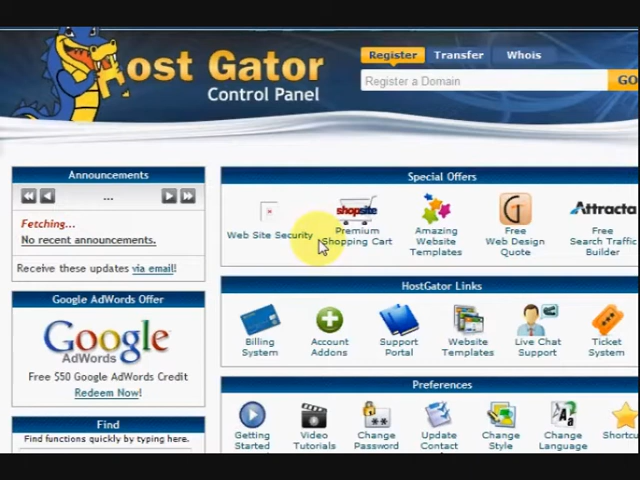 Host Gator
Control Panel
Register
Transfer
Whois
Register a Domain
GO
Announcements
...
Fetching...
No recent announcements.
Receive these updates via email!
Google AdWords Offer
Google
AdWords
Free $50 Google AdWords Credit
Redeem Now!
Find
Find functions quickly by typing here.
Special Offers
Web Site Security
shopsite
Premium
Shopping Cart
Amazing
Website
Templates
Free
Web Design
Quote
Attracta
Free
Search Traffic
Builder
HostGator Links
Billing
System
Account
Addons
Support
Portal
Website
Templates
Live Chat
Support
Ticket
System
Preferences
Getting
Started
Video
Tutorials
Change
Password
Update
Contact
Change
Style
Change
Language
Shortcu